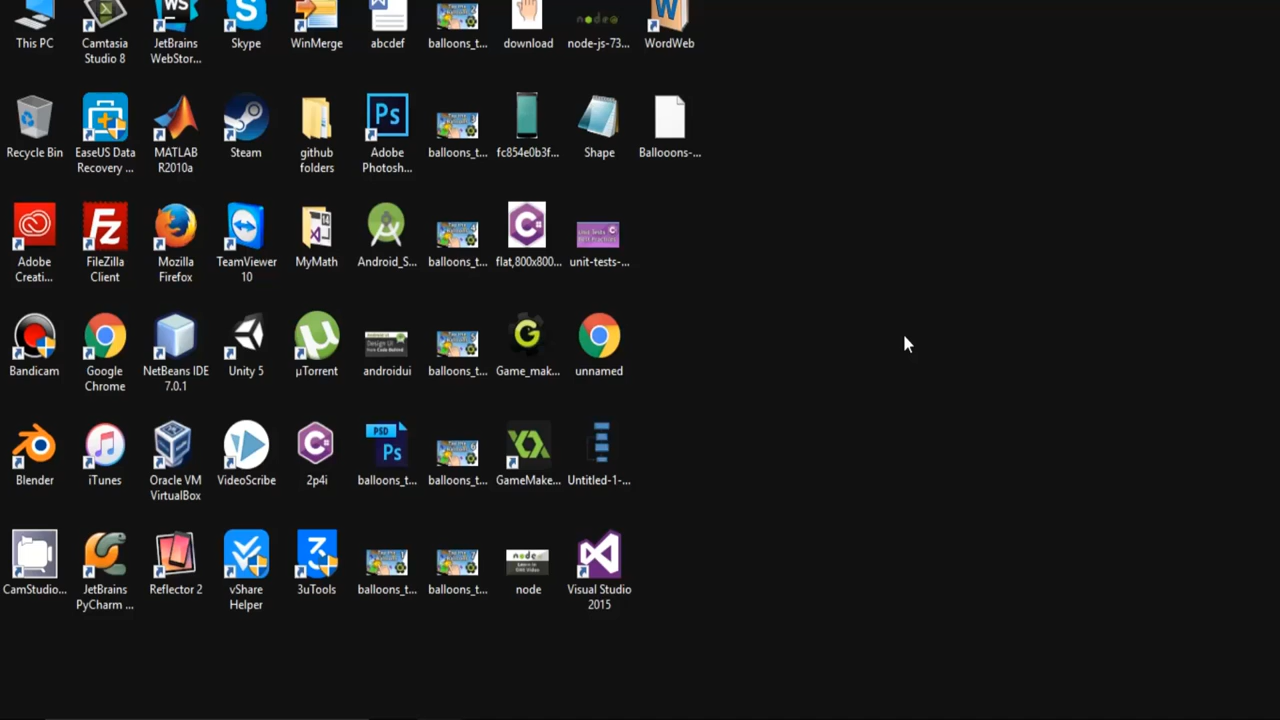 This PC
Camtasia
Studio 8
JetBrains
WebStor...
Skype
WinMerge
abcdef
balloons_t...
download
node-js-73...
WordWeb
Recycle Bin
EaseUS Data
Recovery ...
MATLAB
R2010a
Steam
github
folders
Adobe
Photosh...
balloons_t...
fc854e0b3f...
Shape
Ballooons-...
Adobe
Creati...
FileZilla
Client
Mozilla
Firefox
TeamViewer
10
MyMath
Android_S...
balloons_t...
flat,800x800...
unit-tests-...
Bandicam
Google
Chrome
NetBeans IDE
7.0.1
Unity 5
µTorrent
androidui
balloons_t...
Game_mak...
unnamed
Blender
iTunes
Oracle VM
VirtualBox
VideoScribe
2p4i
balloons_t...
balloons_t...
GameMake...
Untitled-1-...
CamStudio...
JetBrains
PyCharm ...
Reflector 2
vShare
Helper
3uTools
balloons_t...
balloons_t...
node
Visual Studio
2015